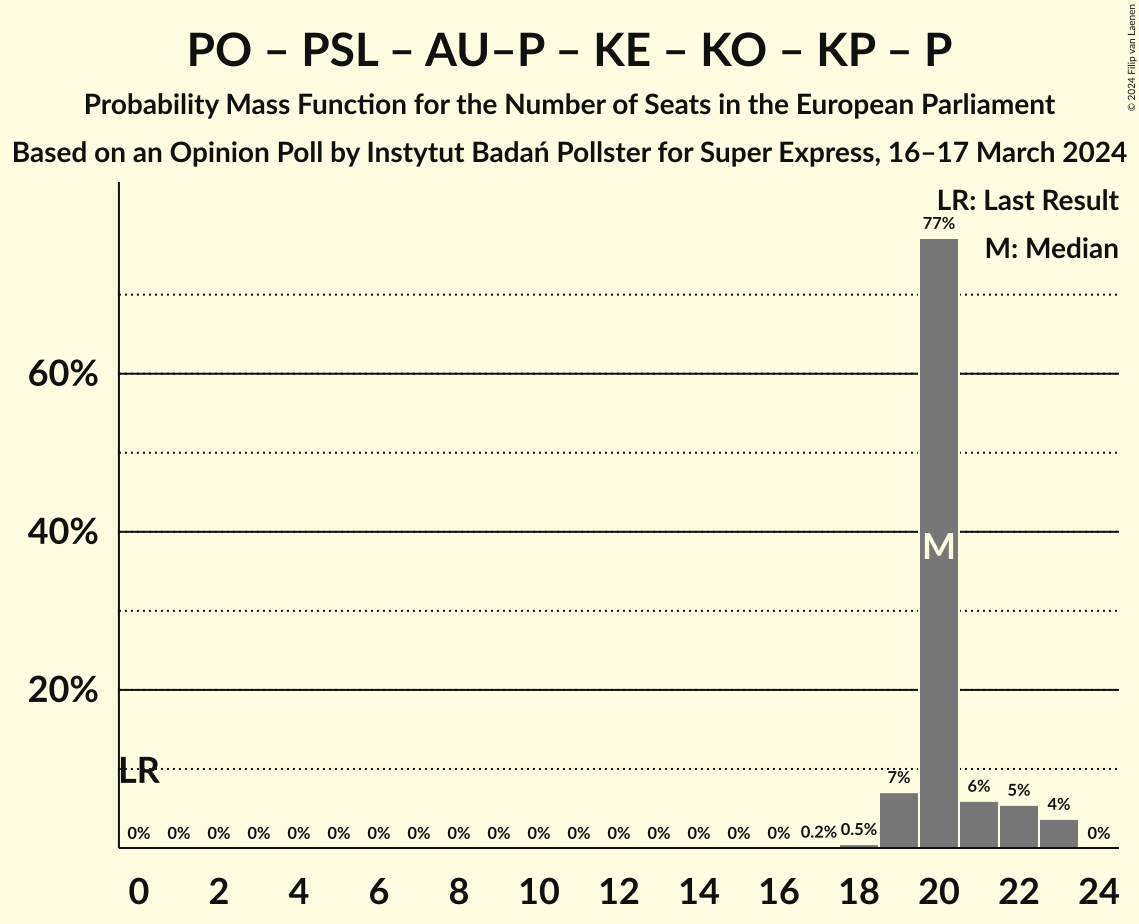 PO – PSL – AU–P – KE – KO – KP – P
Probability Mass Function for the Number of Seats in the European Parliament
Based on an Opinion Poll by Instytut Badań Pollster for Super Express, 16–17 March 2024
© 2024 Filip van Laenen
LR: Last Result
M: Median
77%
60%
40%
M
20%
LR
0% 0% 0% 0% 0% 0% 0% 0% 0% 0% 0% 0% 0% 0% 0% 0% 0% 0.2% 0.5% 7% 6% 5% 4% 0%
0 2 4 6 8 10 12 14 16 18 20 22 24